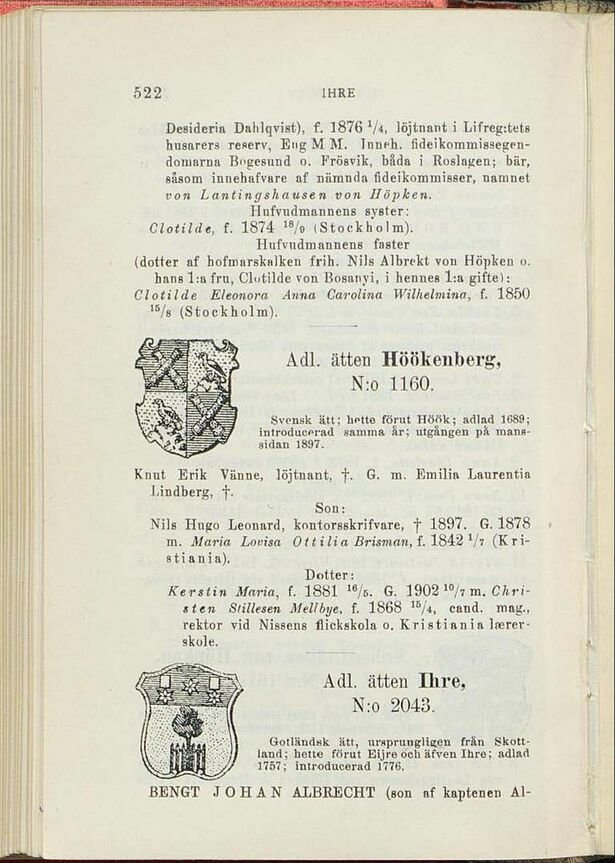 522
IHRE
Desideria Dahlqvist), f. 1876 1/4, löjtnant i Lifreg:tets
husarers reserv, Eng M M. Inneh. fideikommissegen-
domarna Bogesund o. Frösvik, båda i Roslagen; bär,
såsom innehafvare af nämnda fideikommisser, namnet
von Lantingshausen von Höpken.
Hufvudmannens syster:
Clotilde, f. 1874 18/9 (Stockholm).
Hufvudmannens faster
(dotter af hofmarskalken frih. Nils Albrekt von Höpken o.
hans 1:a fru, Clotilde von Bosanyi, i hennes 1:a gifte):
Clotilde Eleonora Anna Carolina Wilhelmina, f. 1850
15/8 (Stockholm).
Adl. ätten Höökenberg,
N:o 1160.
Svensk ätt; hette förut Höök; adlad 1689;
introducerad samma år; utgången på mans-
sidan 1897.
Knut Erik Vänne, löjtnant, †. G. m. Emilia Laurentia
Lindberg, †.
Son:
Nils Hugo Leonard, kontorsskrifvare, † 1897. G. 1878
m. Maria Lovisa Ottilia Brisman, f. 1842 1/7 (Kri-
stiania).
Dotter:
Kerstin Maria, f. 1881 16/5. G. 1902 10/7 m. Chri-
sten Stillesen Mellbye, f. 1868 15/4, cand. mag.,
rektor vid Nissens flickskola o. Kristiania lærer-
skole.
Adl. ätten Ihre,
N:o 2043.
Gotländsk ätt, ursprungligen från Skott-
land; hette förut Eijre och äfven Ihre; adlad
1757; introducerad 1776.
BENGT JOHAN ALBRECHT (son af kaptenen Al-